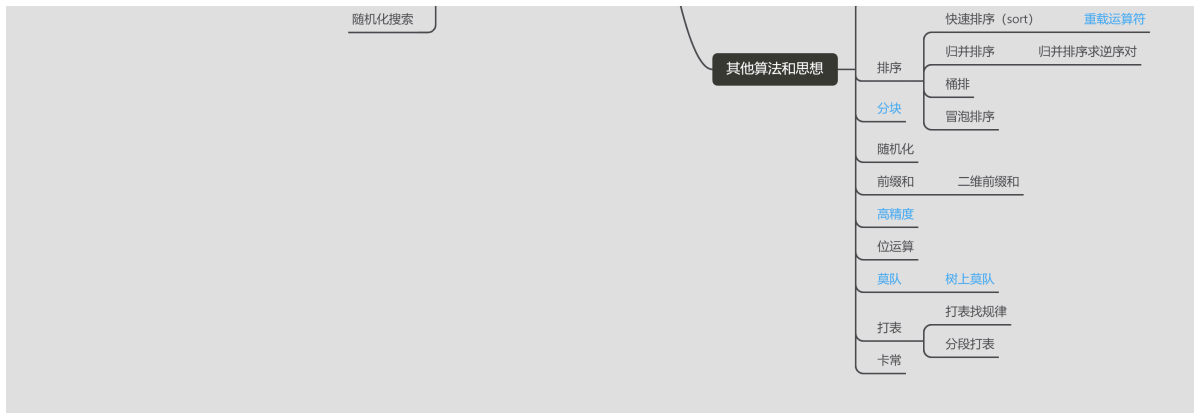 随机化搜索
其他算法和思想
排序
快速排序（sort）
重载运算符
归并排序
归并排序求逆序对
桶排
冒泡排序
分块
随机化
前缀和
二维前缀和
高精度
位运算
莫队
树上莫队
打表
打表找规律
分段打表
卡常